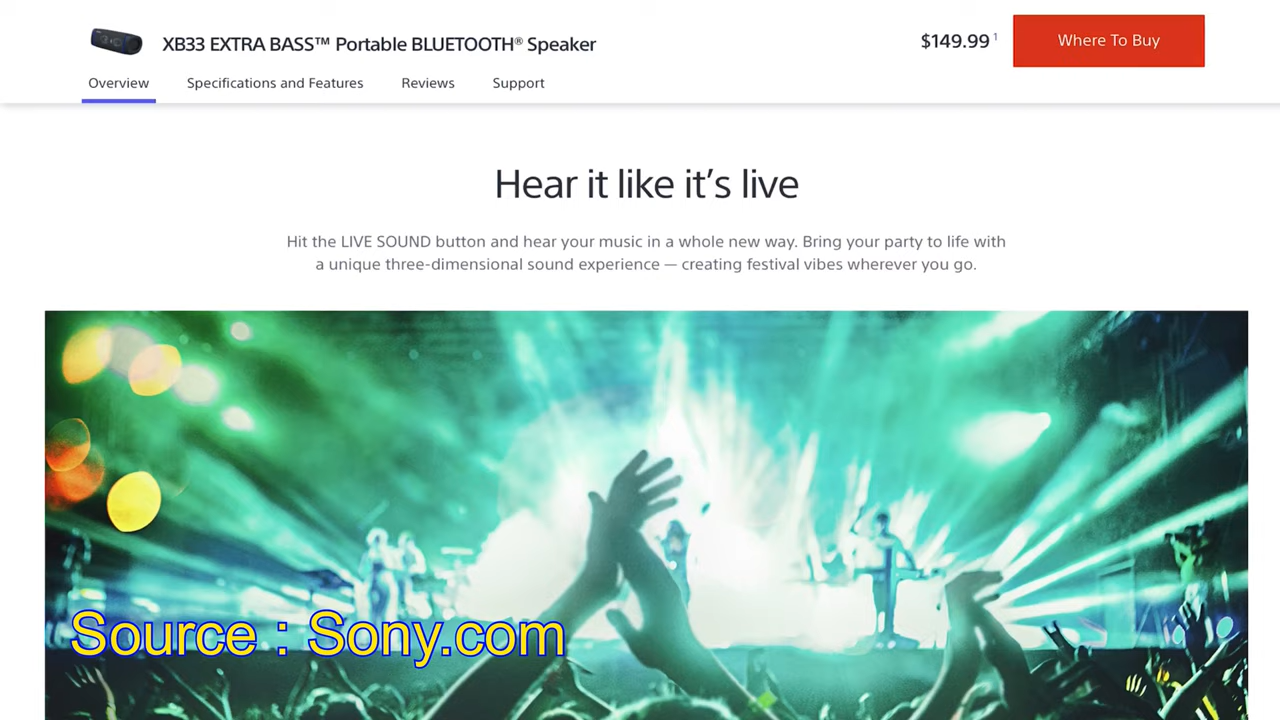 XB33 EXTRA BASS™ Portable BLUETOOTH® Speaker
$149.99 1
Where To Buy
Overview
Specifications and Features
Reviews
Support
Hear it like it’s live
Hit the LIVE SOUND button and hear your music in a whole new way. Bring your party to life with
a unique three-dimensional sound experience — creating festival vibes wherever you go.
Source : Sony.com